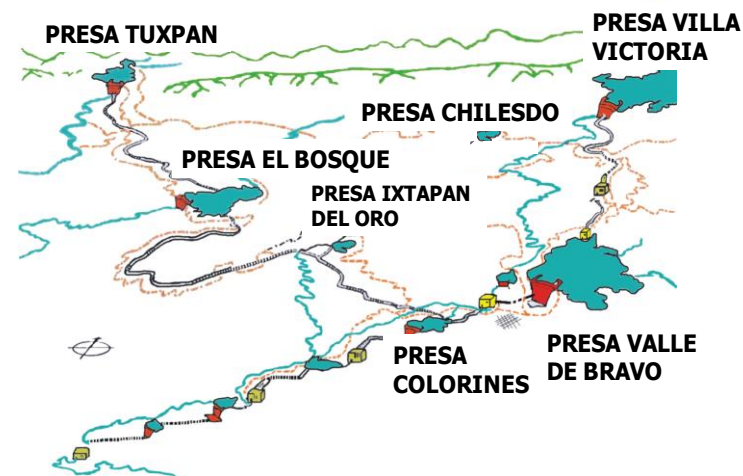 PRESA TUXPAN
PRESA VILLA
VICTORIA
PRESA CHILESDO
PRESA EL BOSQUE
PRESA IXTAPAN
DEL ORO
PRESA
COLORINES
PRESA VALLE
DE BRAVO